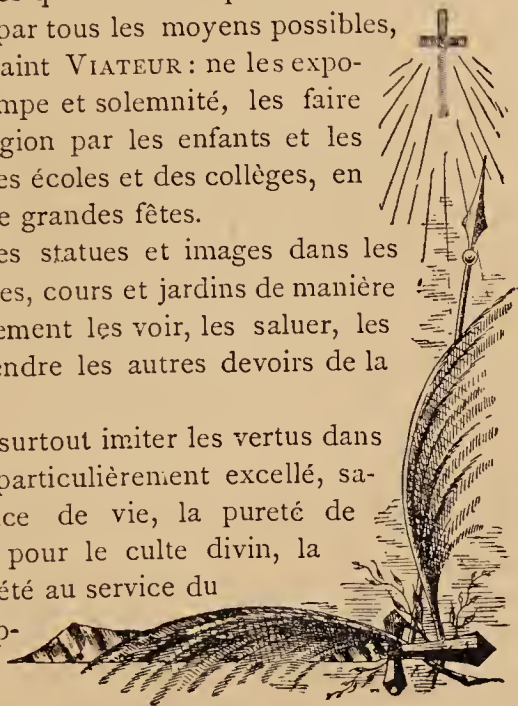 par tous les moyens possibles,
aint VIATEUR : ne les expo-
mpe et solemnité, les faire
gion par les enfants et les
es écoles et des collèges, en
e grandes fêtes.
es statues et images dans les
es, cours et jardins de manière
ement les voir, les saluer, les
endre les autres devoirs de la
surtout imiter les vertus dans
particulièrement excellé, sa-
ce de vie, la pureté de
pour le culte divin, la
été au service du